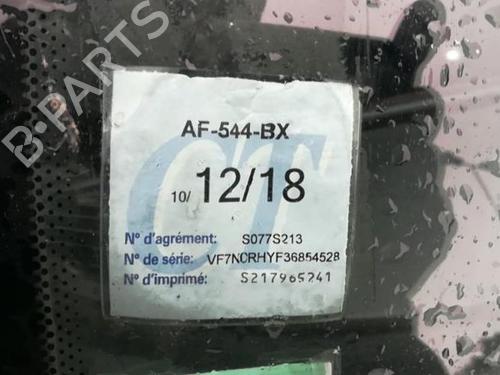 B-PARTS
CT
AF-544-BX
10/ 12/18
N° d'agrément: S077S213
N° de série: VF7NCRHYF36854528
N° d'imprimé: S217965241